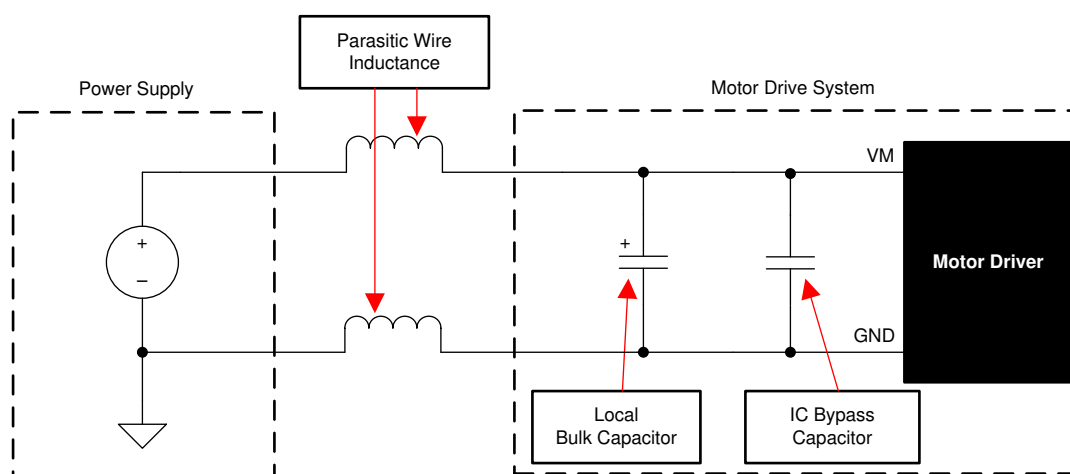 Parasitic Wire
Inductance
Power Supply
Motor Drive System
VM
+
–
+
Motor Driver
GND
Local
Bulk Capacitor
IC Bypass
Capacitor